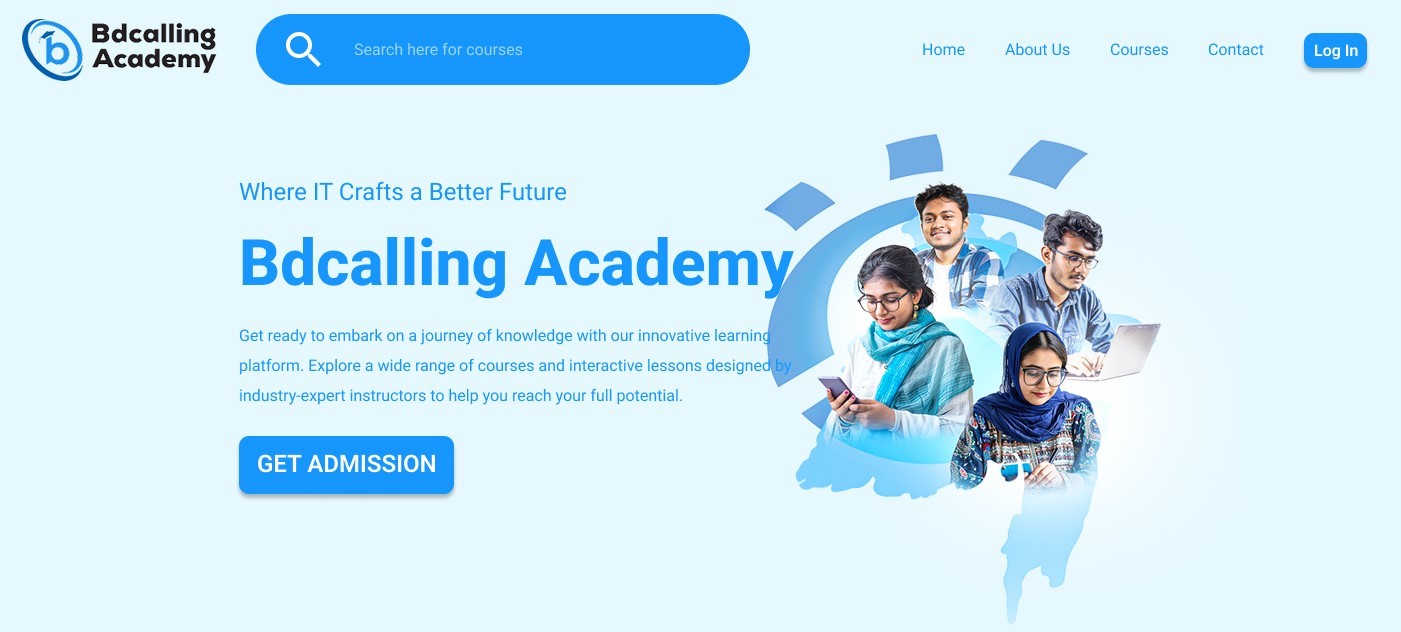 Bdcalling
Academy
Search here for courses
Home
About Us
Courses
Contact
Log In
Where IT Crafts a Better Future
Bdcalling Academy
Get ready to embark on a journey of knowledge with our innovative learning
platform. Explore a wide range of courses and interactive lessons designed by
industry-expert instructors to help you reach your full potential.
GET ADMISSION